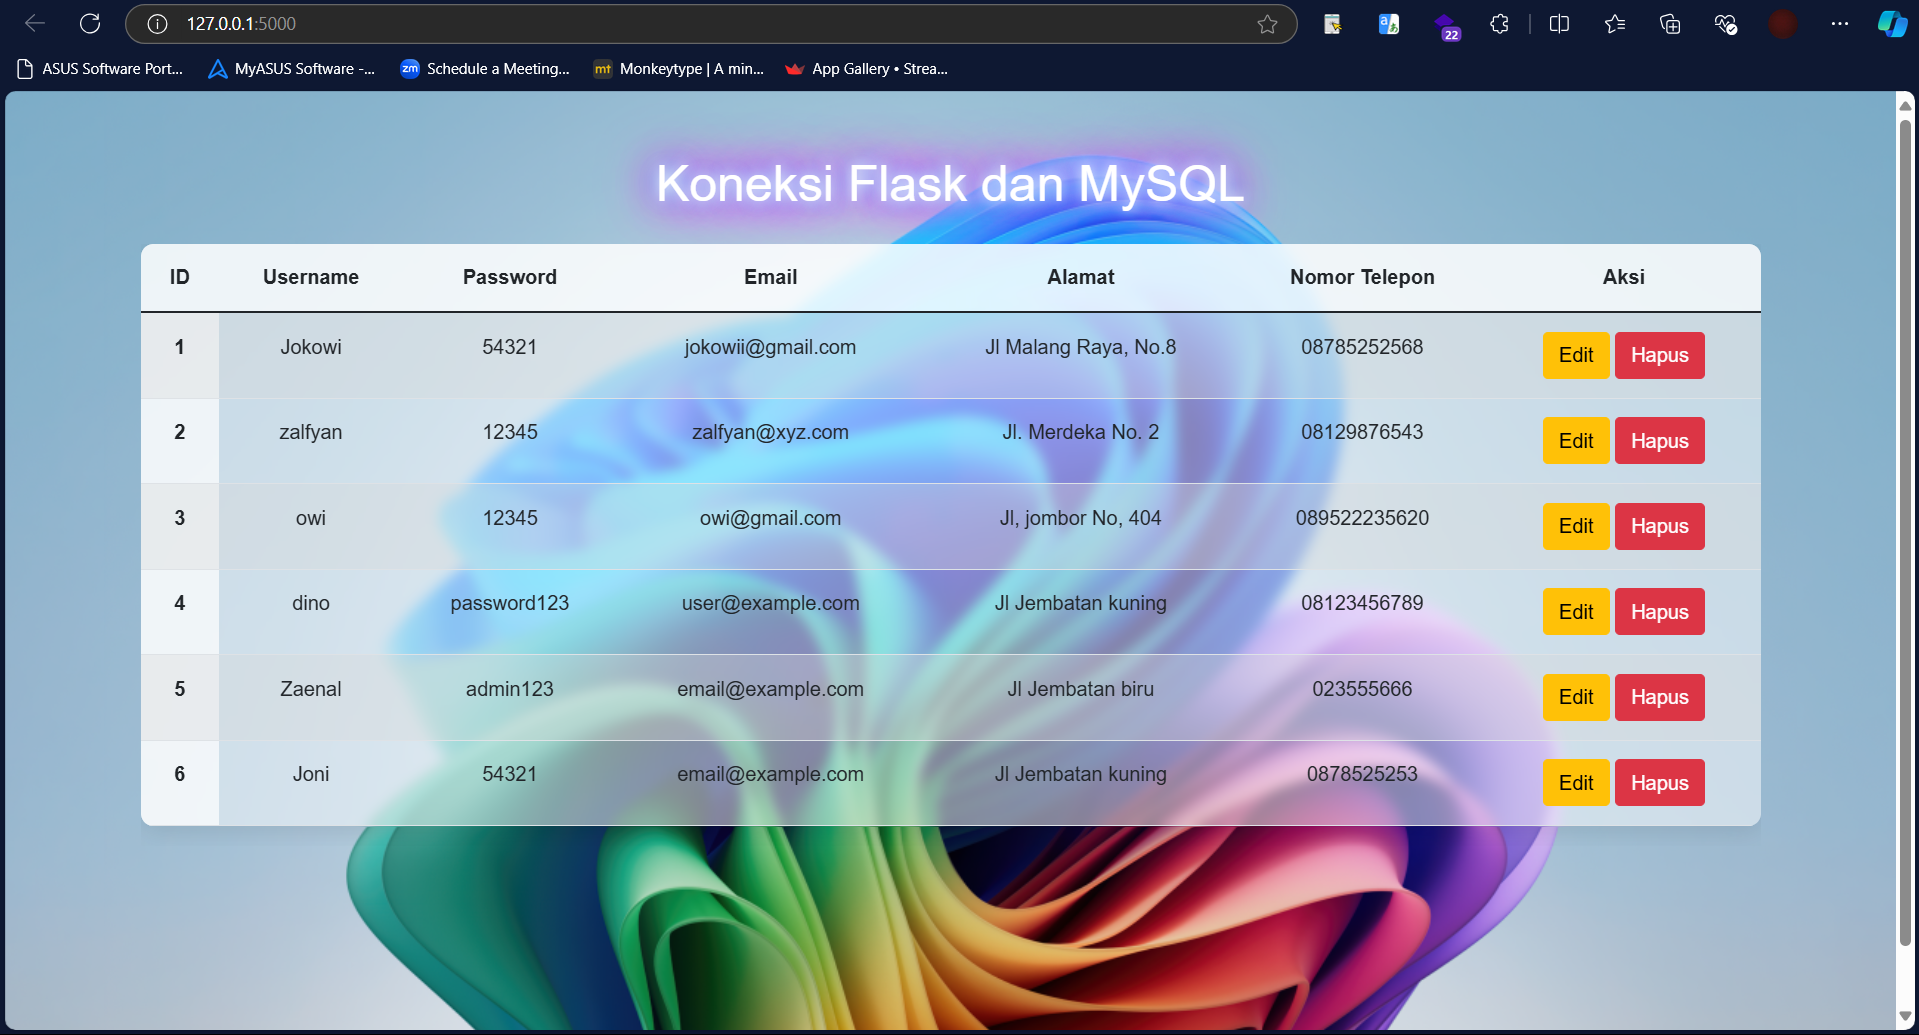 127.0.0.1:5000
22
ASUS Software Port...
MyASUS Software -...
zm Schedule a Meeting...
mt Monkeytype | A min...
App Gallery • Strea...
Koneksi Flask dan MySQL
ID Username Password Email Alamat Nomor Telepon Aksi
1 Jokowi 54321 jokowii@gmail.com Jl Malang Raya, No.8 08785252568 Edit Hapus
2 zalfyan 12345 zalfyan@xyz.com Jl. Merdeka No. 2 08129876543 Edit Hapus
3 owi 12345 owi@gmail.com Jl, jombor No, 404 089522235620 Edit Hapus
4 dino password123 user@example.com Jl Jembatan kuning 08123456789 Edit Hapus
5 Zaenal admin123 email@example.com Jl Jembatan biru 023555666 Edit Hapus
6 Joni 54321 email@example.com Jl Jembatan kuning 0878525253 Edit Hapus